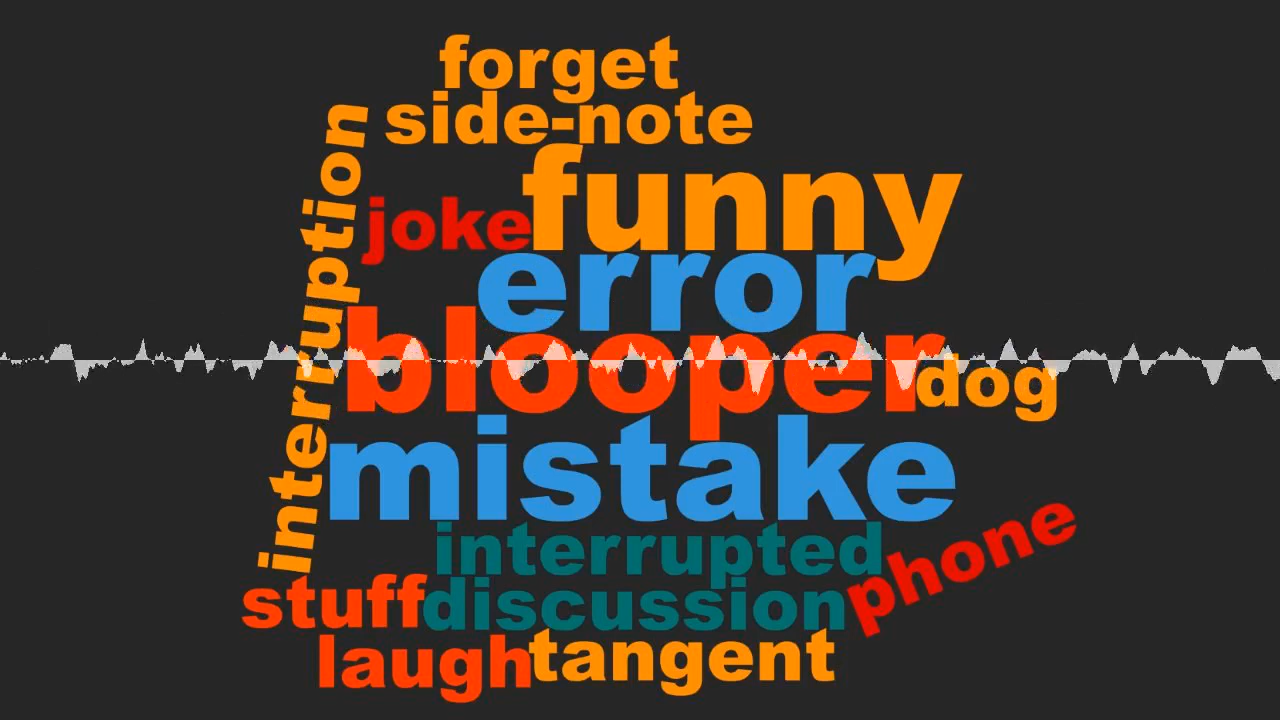 forget
side-note
interruption
funny
joke
error
blooper
dog
mistake
interrupted
phone
stuff
discussion
laugh
tangent